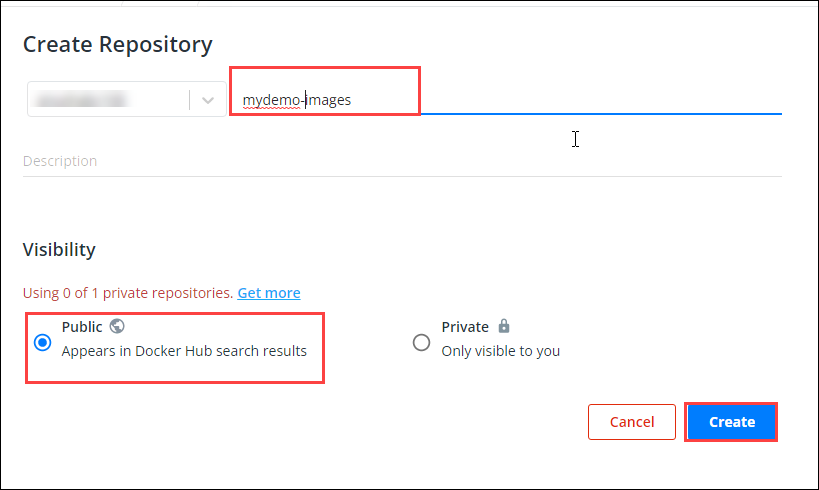 Create Repository
mydemo-images
Description
Visibility
Using 0 of 1 private repositories. Get more
Public
Appears in Docker Hub search results
Private
Only visible to you
Cancel
Create